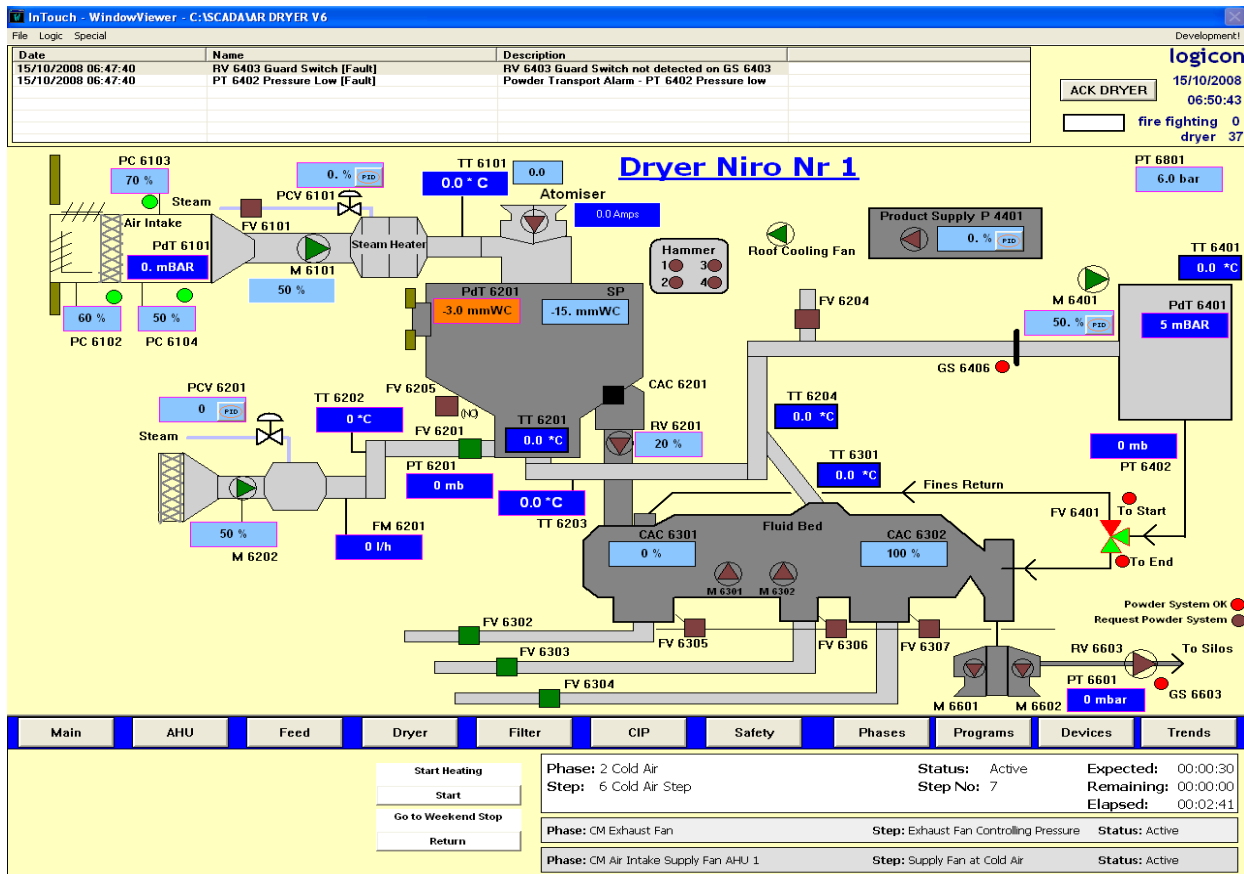 InTouch - WindowViewer - C:\SCADA\AR DRYER V6
File Logic Special Development!
Date Name Description
15/10/2008 06:47:40 RV 6403 Guard Switch [Fault] RV 6403 Guard Switch not detected on GS 6403
15/10/2008 06:47:40 PT 6402 Pressure Low [Fault] Powder Transport Alarm - PT 6402 Pressure low
logicon
15/10/2008
ACK DRYER
06:50:43
fire fighting 0
dryer 37
Dryer Niro Nr 1
PC 6103
70 %
Steam
PCV 6101
0. % PID
TT 6101
0.0 * C
0.0
Atomiser
0.0 Amps
PT 6801
6.0 bar
Air Intake
FV 6101
PdT 6101
0. mBAR
Steam Heater
M 6101
50 %
60 %
PC 6102
50 %
PC 6104
Hammer
1 3
2 4
Roof Cooling Fan
Product Supply P 4401
0. % PID
TT 6401
0.0 *C
M 6401
50. % PID
PdT 6401
5 mBAR
PdT 6201
-3.0 mmWC
SP
-15. mmWC
FV 6204
GS 6406
PCV 6201
0 PID
Steam
TT 6202
0 *C
FV 6205
(NC)
CAC 6201
FV 6201
TT 6201
0.0 *C
RV 6201
20 %
TT 6204
0.0 *C
PT 6201
0 mb
0.0 *C
TT 6203
TT 6301
0.0 *C
0 mb
PT 6402
50 %
M 6202
FM 6201
0 l/h
Fines Return
FV 6401
To Start
To End
Fluid Bed
CAC 6301
0 %
CAC 6302
100 %
M 6301
M 6302
Powder System OK
Request Powder System
FV 6302
FV 6305
FV 6306
FV 6307
FV 6303
FV 6304
RV 6603
To Silos
PT 6601
0 mbar
GS 6603
M 6601
M 6602
Main AHU Feed Dryer Filter CIP Safety Phases Programs Devices Trends
Start Heating
Start
Go to Weekend Stop
Return
Phase: 2 Cold Air Status: Active Expected: 00:00:30
Step: 6 Cold Air Step Step No: 7 Remaining: 00:00:00
Elapsed: 00:02:41
Phase: CM Exhaust Fan Step: Exhaust Fan Controlling Pressure Status: Active
Phase: CM Air Intake Supply Fan AHU 1 Step: Supply Fan at Cold Air Status: Active